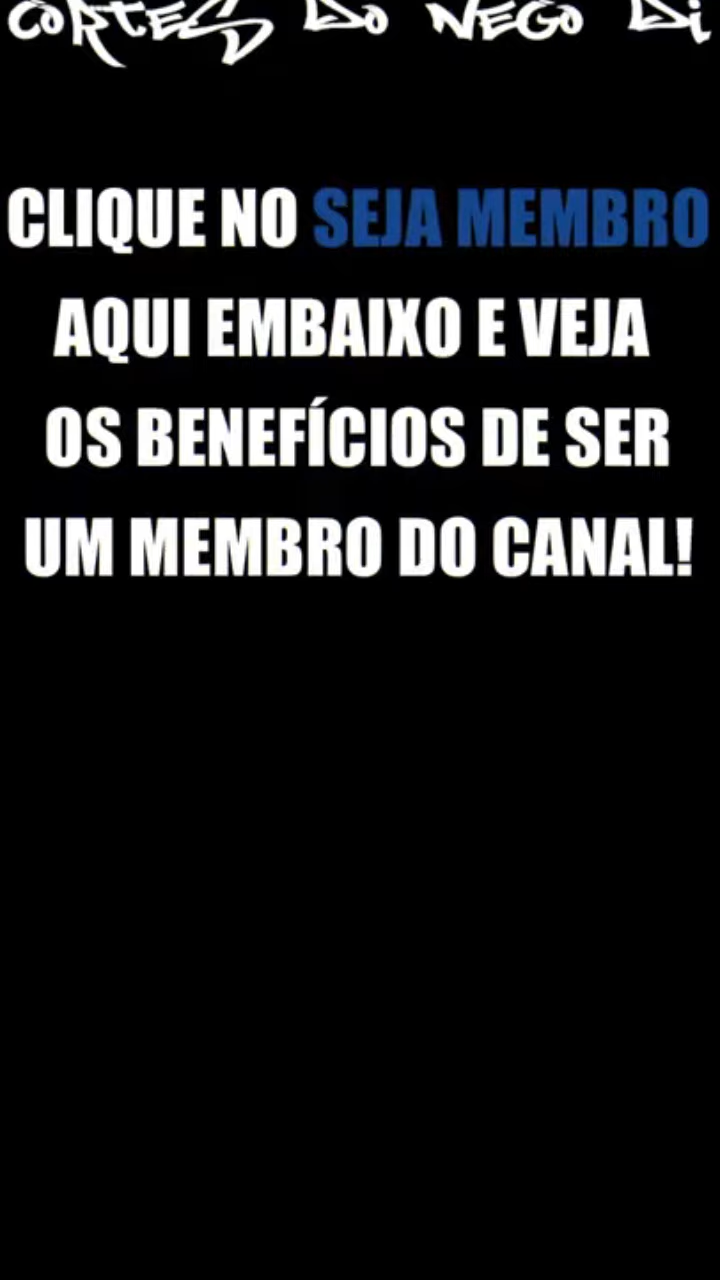 CORTES DO NEGO Di
CLIQUE NO SEJA MEMBRO
AQUI EMBAIXO E VEJA
OS BENEFÍCIOS DE SER
UM MEMBRO DO CANAL!